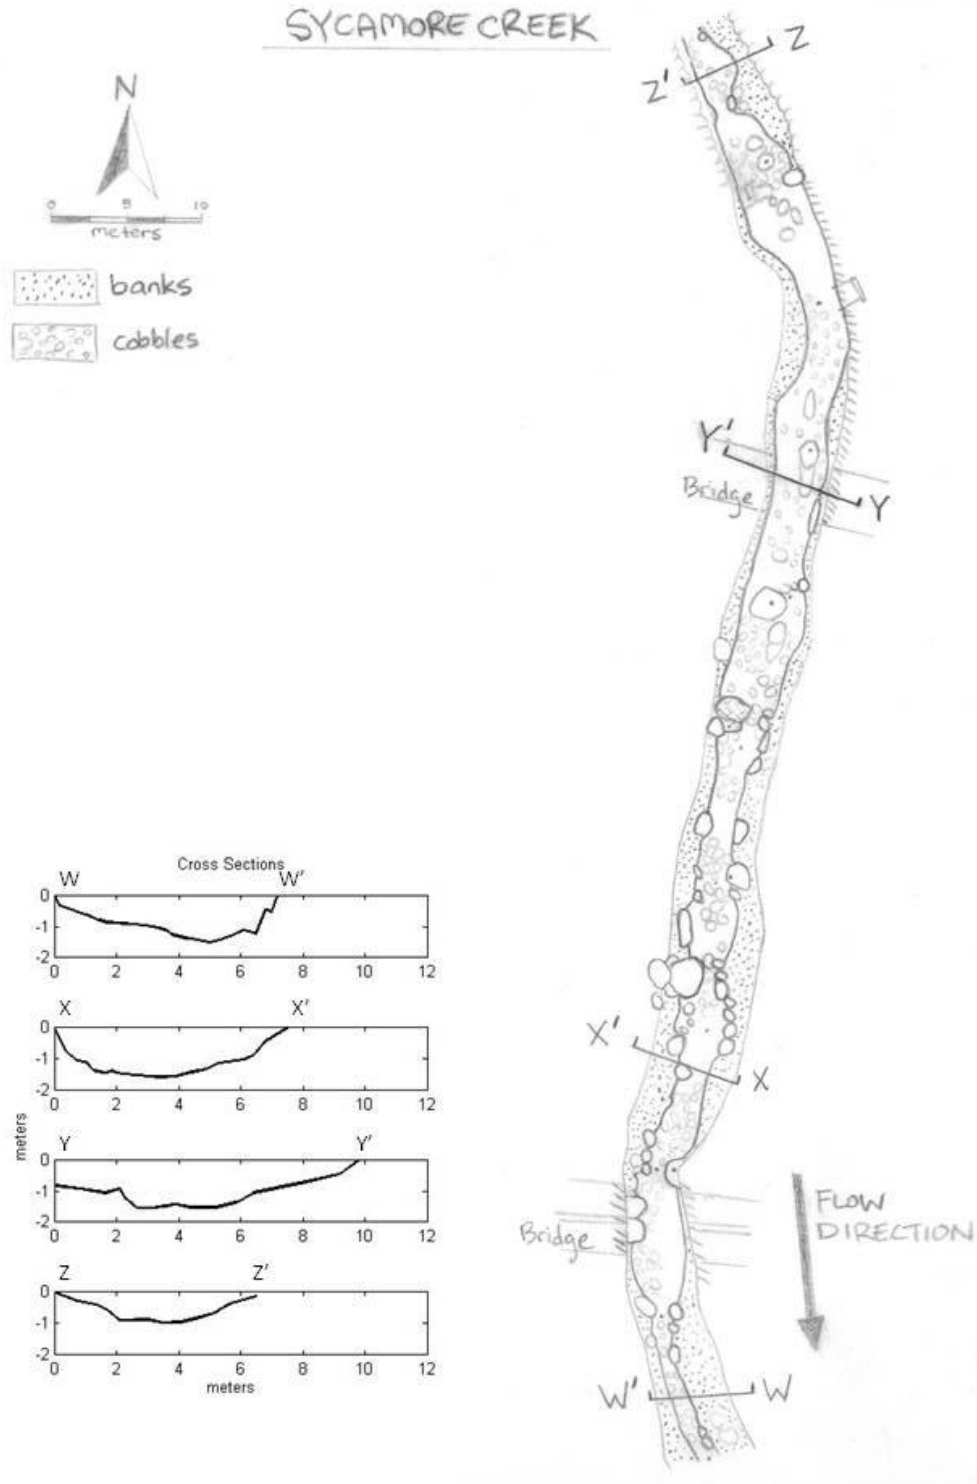 SYCAMORE CREEK
N
0 5 10
meters
banks
cobbles
Z
Z'
Y'
Bridge
Y
X'
X
FLOW
DIRECTION
Bridge
W'
W
Cross Sections
W W'
0
-1
-2
0 2 4 6 8 10 12
X X'
0
-1
-2
0 2 4 6 8 10 12
meters
Y Y'
0
-1
-2
0 2 4 6 8 10 12
Z Z'
0
-1
-2
0 2 4 6 8 10 12
meters